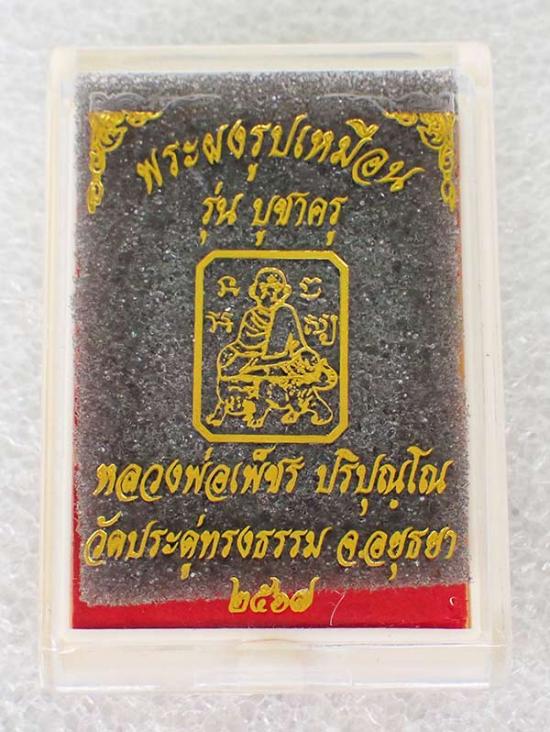 พระผงรูปเหมือน
รุ่น บูชาครู
หลวงพ่อเพ็ชร ปริปุณฺโณ
วัดประดู่ทรงธรรม จ.อยุธยา
๒๕๖๗